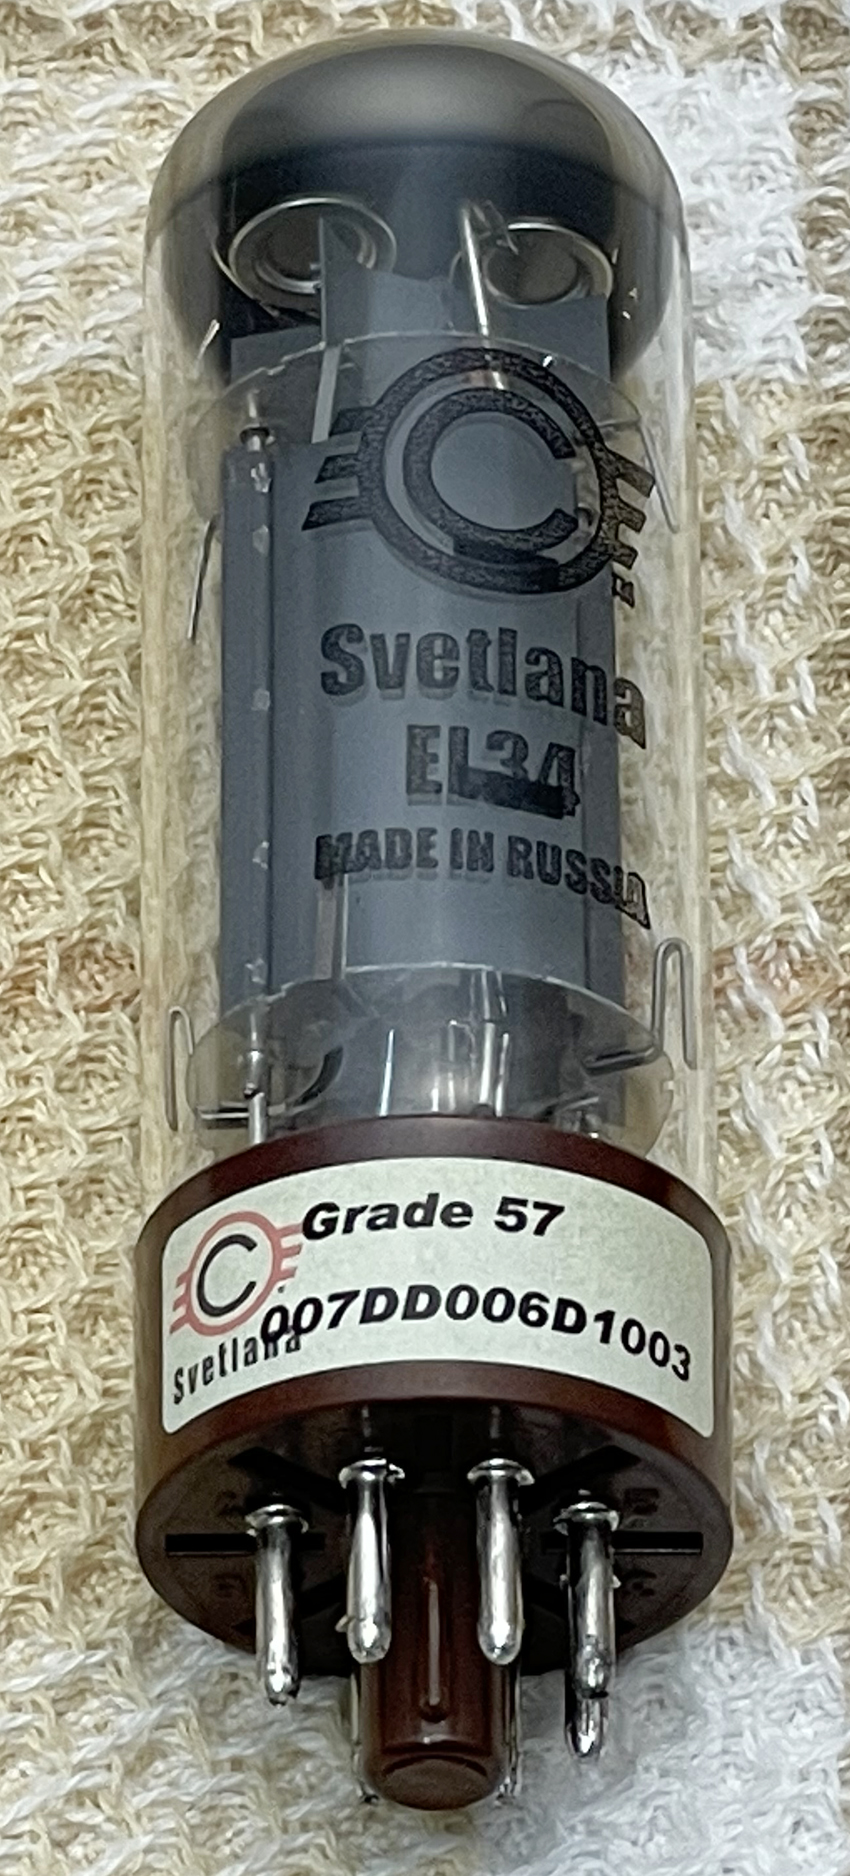 C
Svetlana
EL34
MADE IN RUSSIA
Grade 57
C
007DD006D1003
Svetlana